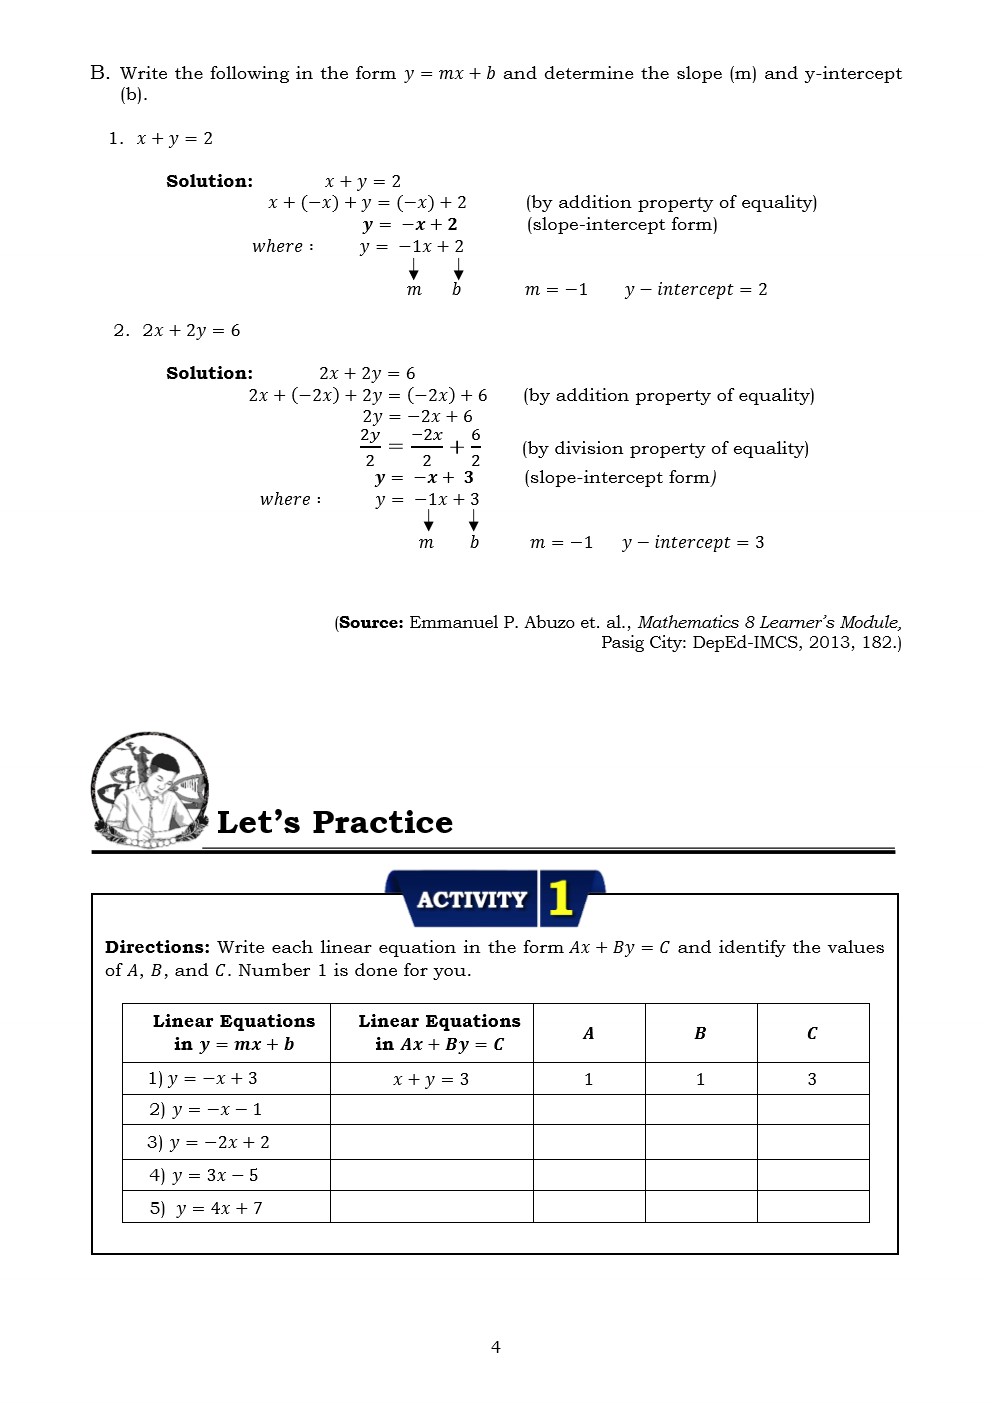 B. Write the following in the form y = mx + b and determine the slope (m) and y-intercept
(b).
1. x + y = 2
Solution: x + y = 2
x + (−x) + y = (−x) + 2 (by addition property of equality)
y = −x + 2 (slope-intercept form)
where : y = −1x + 2
m b m = −1 y − intercept = 2
2. 2x + 2y = 6
Solution: 2x + 2y = 6
2x + (−2x) + 2y = (−2x) + 6 (by addition property of equality)
2y = −2x + 6
2y/2 = −2x/2 + 6/2 (by division property of equality)
y = −x + 3 (slope-intercept form)
where : y = −1x + 3
m b m = −1 y − intercept = 3
(Source: Emmanuel P. Abuzo et. al., Mathematics 8 Learner’s Module,
Pasig City: DepEd-IMCS, 2013, 182.)
Let’s Practice
ACTIVITY 1
Directions: Write each linear equation in the form Ax + By = C and identify the values
of A, B, and C. Number 1 is done for you.
Linear Equations in y = mx + b Linear Equations in Ax + By = C A B C
1) y = −x + 3 x + y = 3 1 1 3
2) y = −x − 1
3) y = −2x + 2
4) y = 3x − 5
5) y = 4x + 7
4